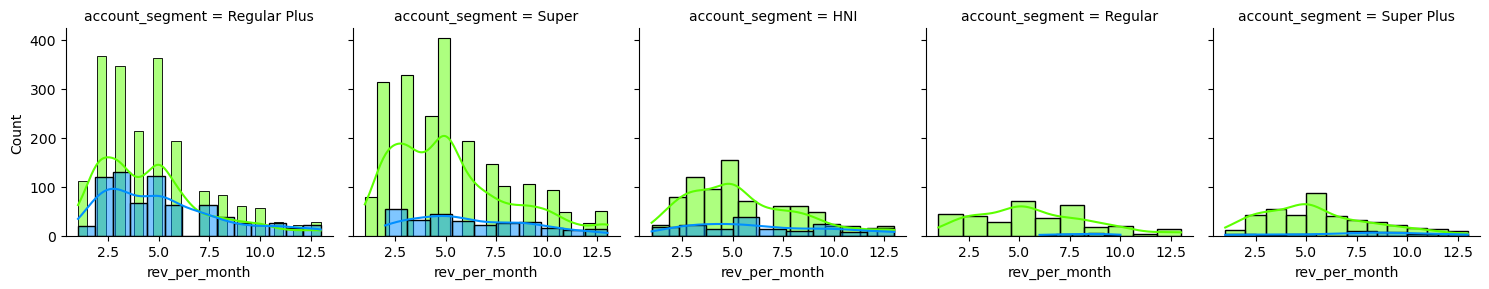 account_segment = Regular Plus
account_segment = Super
account_segment = HNI
account_segment = Regular
account_segment = Super Plus
400
300
200
100
0
Count
2.5 5.0 7.5 10.0 12.5
2.5 5.0 7.5 10.0 12.5
2.5 5.0 7.5 10.0 12.5
2.5 5.0 7.5 10.0 12.5
2.5 5.0 7.5 10.0 12.5
rev_per_month
rev_per_month
rev_per_month
rev_per_month
rev_per_month